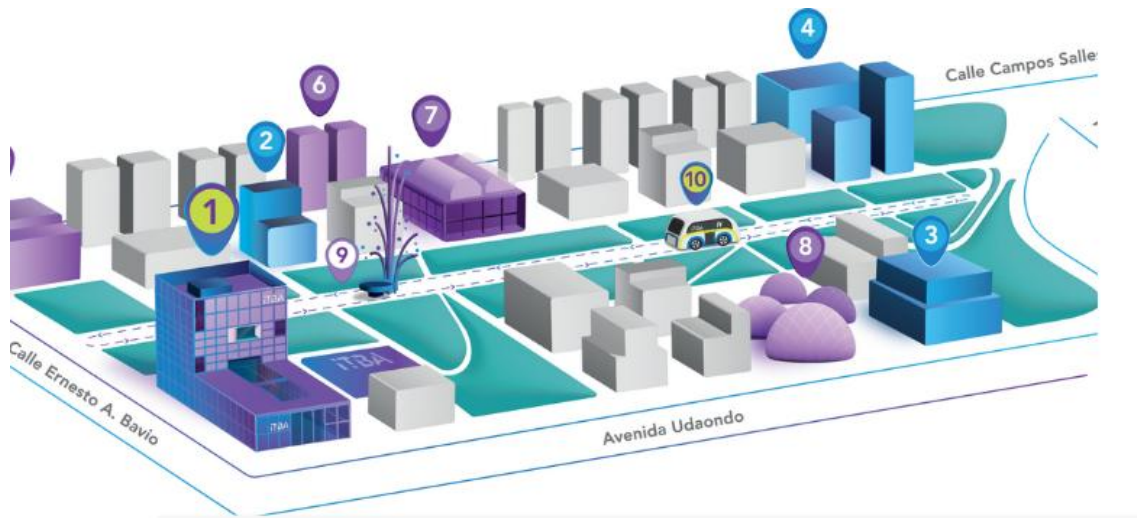 4
Calle Campos Salle
6
7
2
10
1
9
8
3
iTBA
iTBA
iTBA
iTBA
Calle Ernesto A. Bavio
Avenida Udaondo